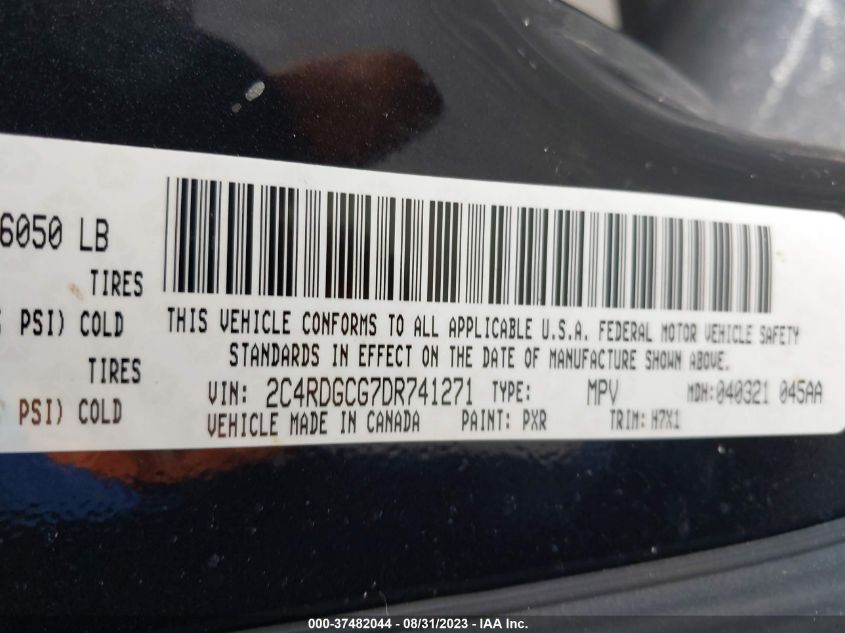 6050 LB
TIRES
PSI) COLD
TIRES
PSI) COLD
THIS VEHICLE CONFORMS TO ALL APPLICABLE U.S.A. FEDERAL MOTOR VEHICLE SAFETY
STANDARDS IN EFFECT ON THE DATE OF MANUFACTURE SHOWN ABOVE.
VIN: 2C4RDGCG7DR741271 TYPE: MPV MDH:040321 045AA
VEHICLE MADE IN CANADA PAINT: PXR TRIM: H7X1
000-37482044 - 08/31/2023 - IAA Inc.